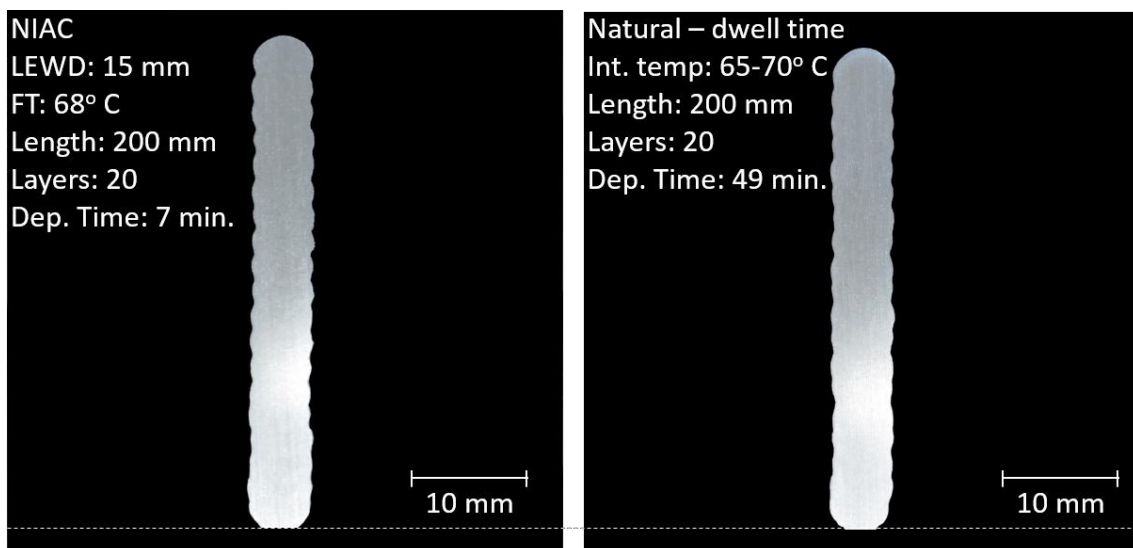 NIAC
LEWD: 15 mm
FT: 68° C
Length: 200 mm
Layers: 20
Dep. Time: 7 min.
10 mm
Natural – dwell time
Int. temp: 65-70° C
Length: 200 mm
Layers: 20
Dep. Time: 49 min.
10 mm